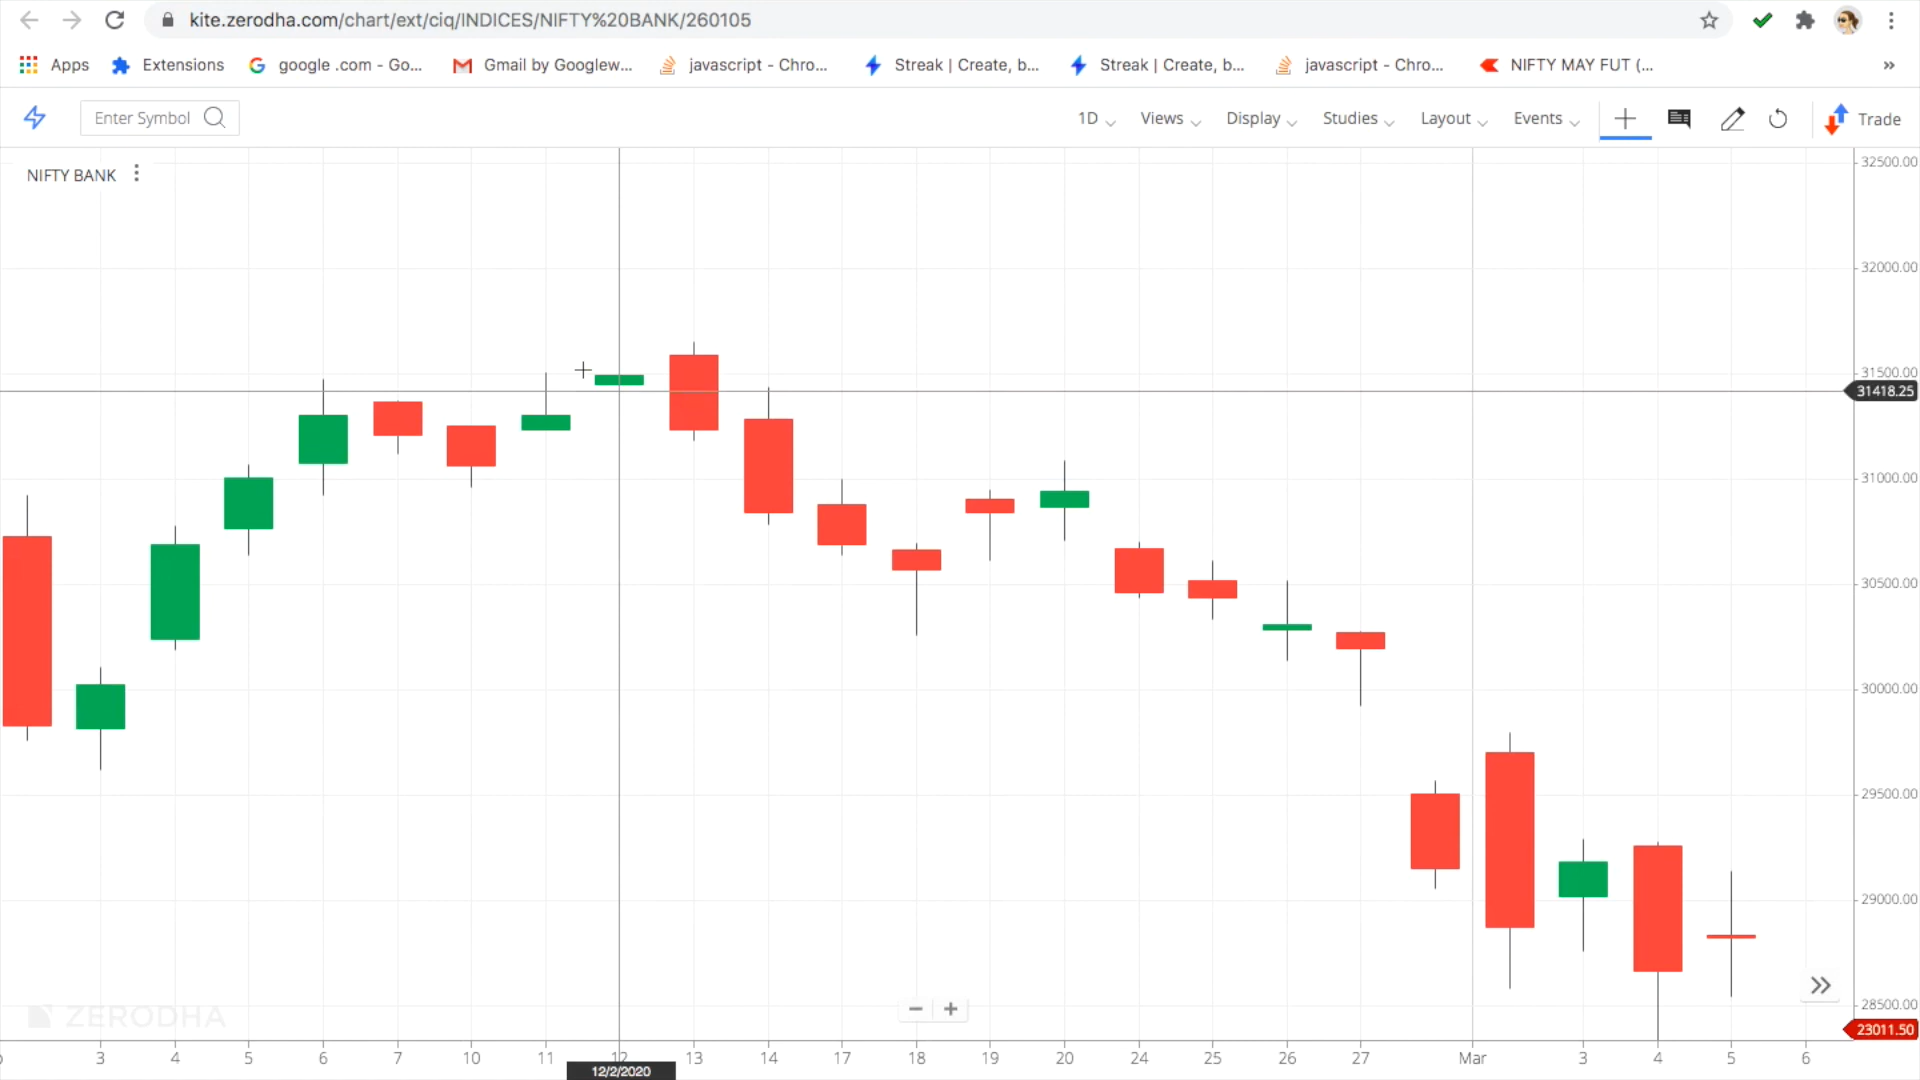 kite.zerodha.com/chart/ext/ciq/INDICES/NIFTY%20BANK/260105
Apps Extensions google .com - Go... Gmail by Googlew... javascript - Chro... Streak | Create, b... Streak | Create, b... javascript - Chro... NIFTY MAY FUT (... »
Enter Symbol 1D Views Display Studies Layout Events Trade
NIFTY BANK
32500.00
32000.00
31500.00
31418.25
31000.00
30500.00
30000.00
29500.00
29000.00
28500.00
23011.50
ZERODHA
3 4 5 6 7 10 11 12 13 14 17 18 19 20 24 25 26 27 Mar 3 4 5 6
12/2/2020